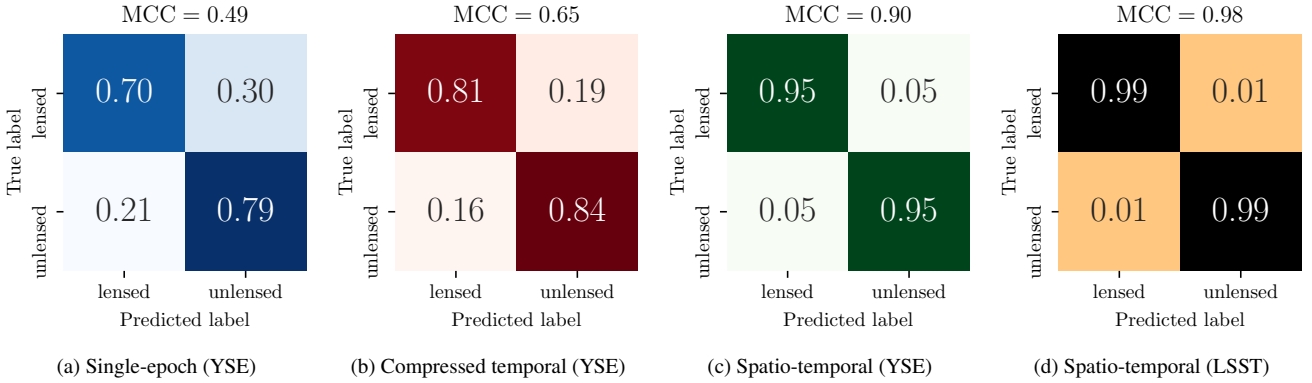 MCC = 0.49
True label
lensed
unlensed
0.70 0.30
0.21 0.79
lensed unlensed
Predicted label
(a) Single-epoch (YSE)
MCC = 0.65
True label
lensed
unlensed
0.81 0.19
0.16 0.84
lensed unlensed
Predicted label
(b) Compressed temporal (YSE)
MCC = 0.90
True label
lensed
unlensed
0.95 0.05
0.05 0.95
lensed unlensed
Predicted label
(c) Spatio-temporal (YSE)
MCC = 0.98
True label
lensed
unlensed
0.99 0.01
0.01 0.99
lensed unlensed
Predicted label
(d) Spatio-temporal (LSST)